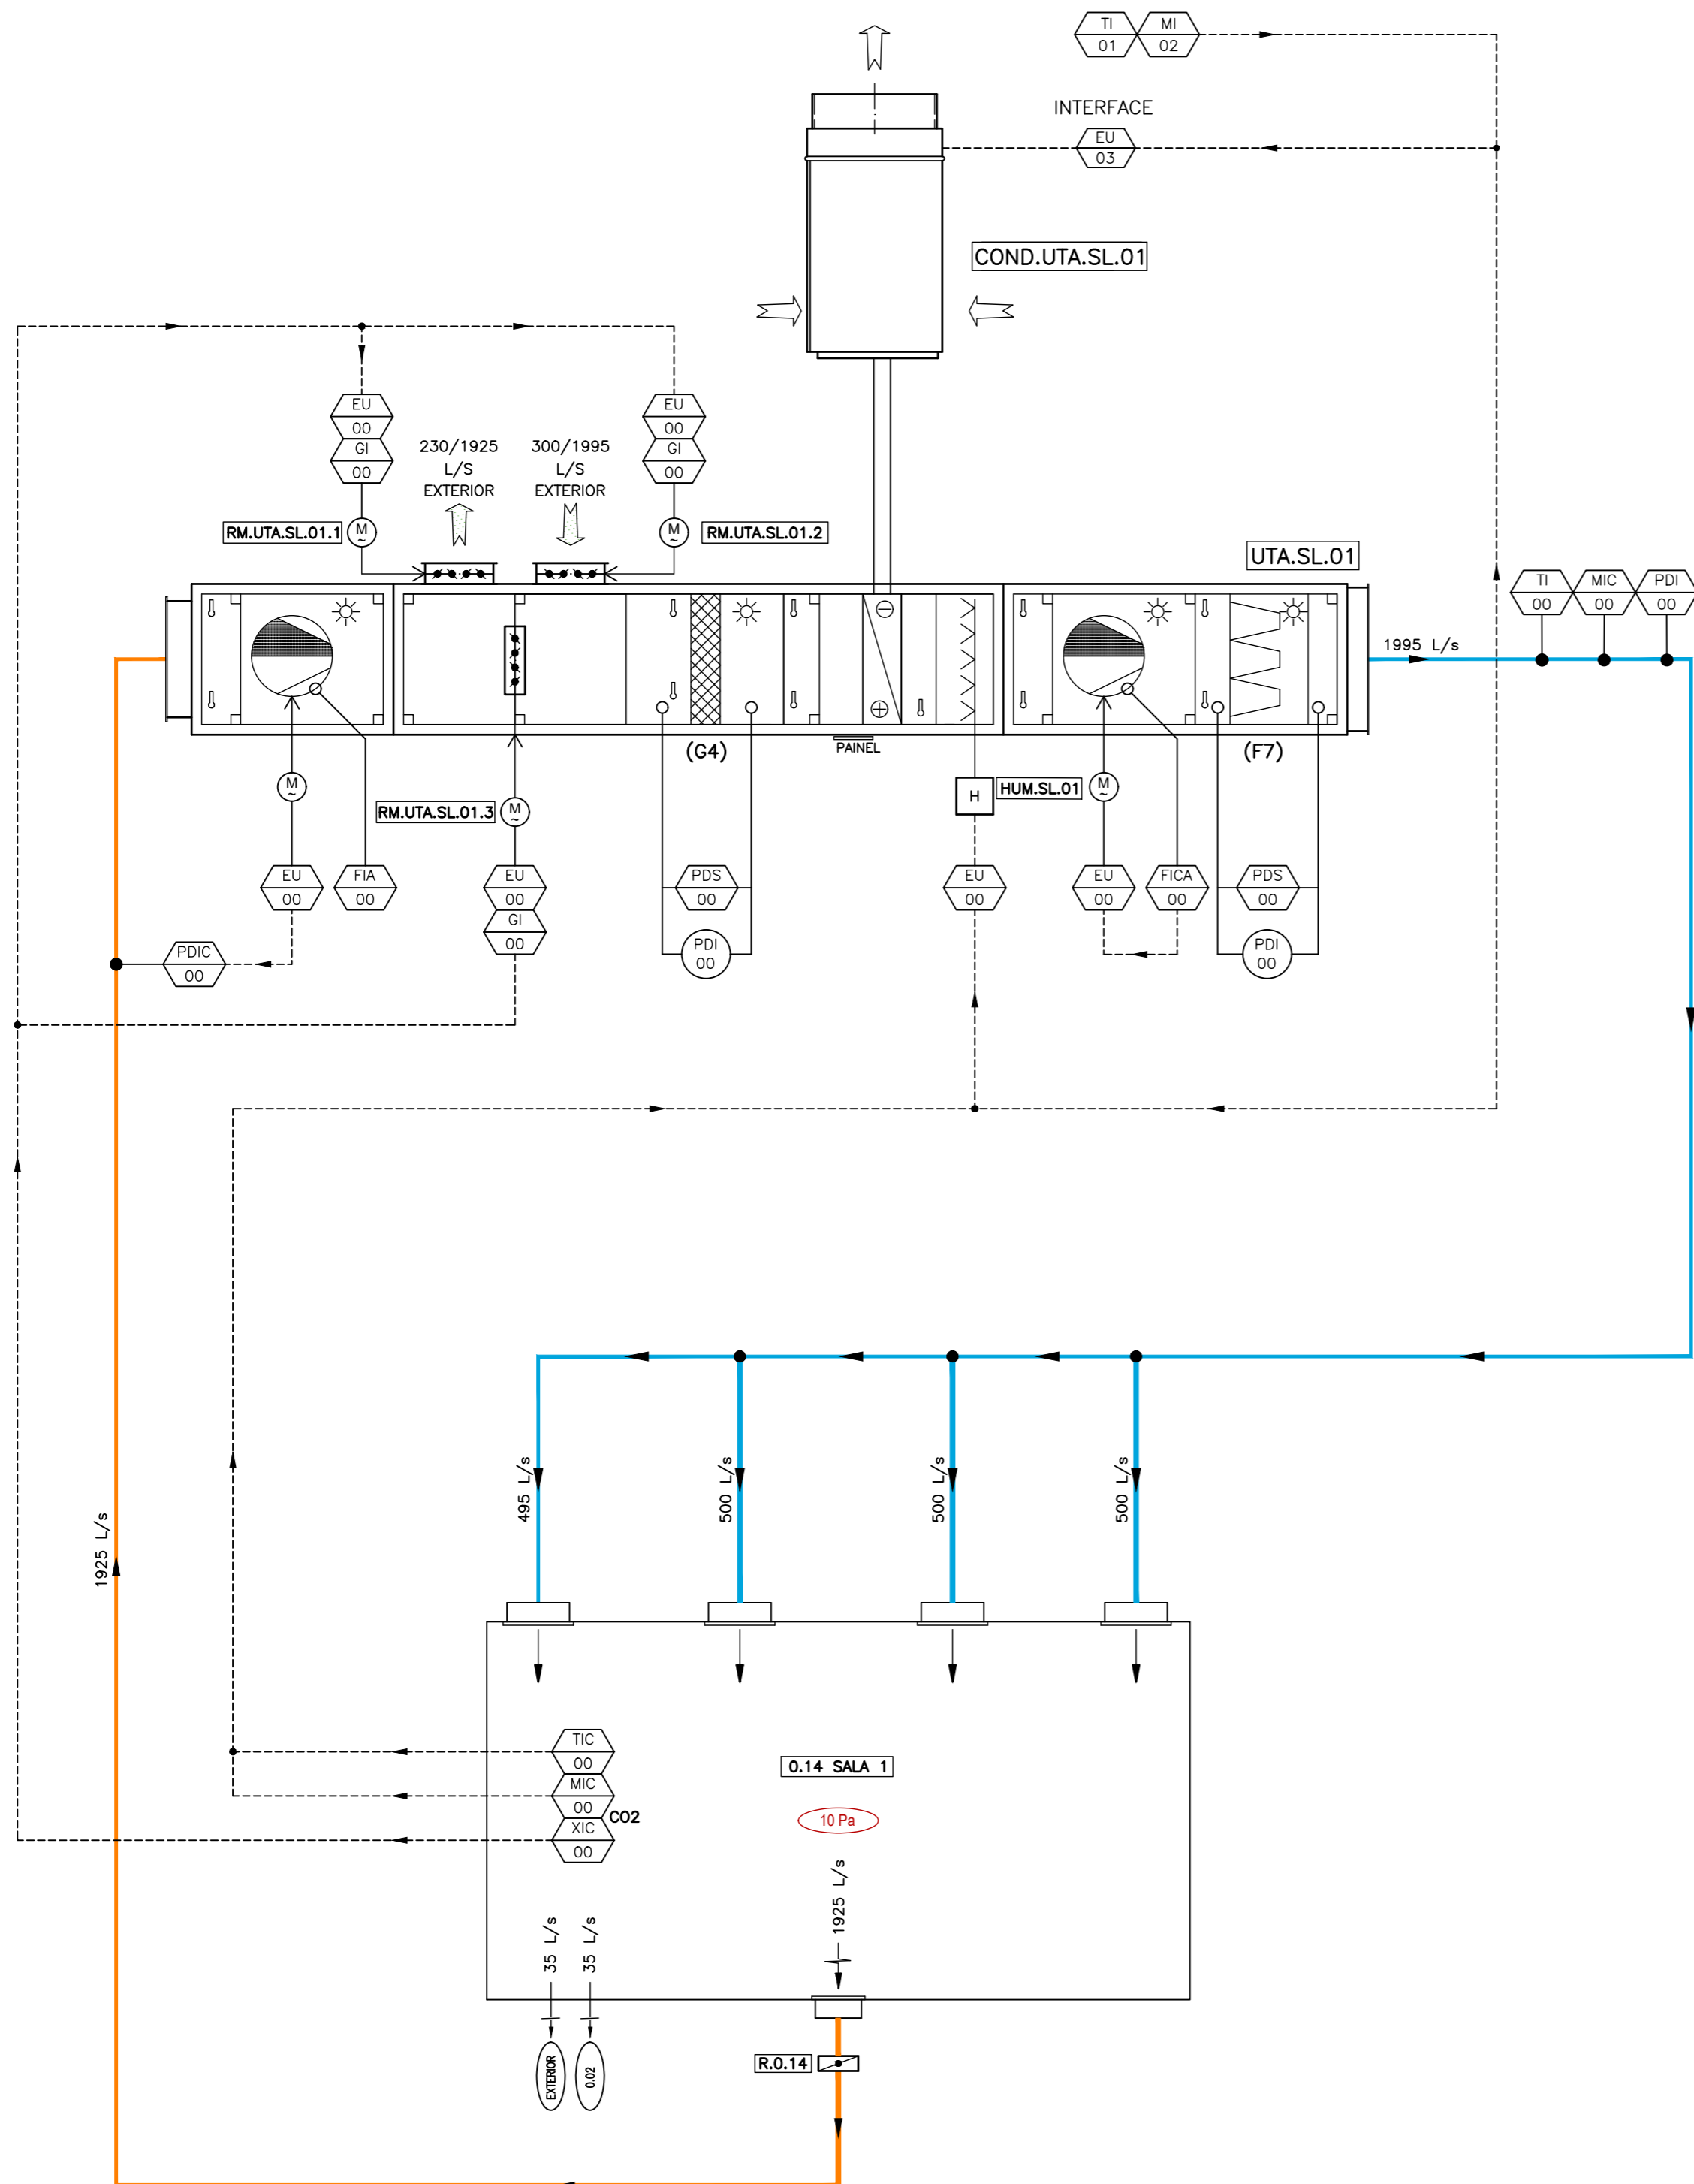 TI
01
MI
02
INTERFACE
EU
03
COND.UTA.SL.01
EU
00
GI
00
230/1925
L/S
EXTERIOR
300/1995
L/S
EXTERIOR
EU
00
GI
00
RM.UTA.SL.01.1
M
~
M
~
RM.UTA.SL.01.2
UTA.SL.01
TI
00
MIC
00
PDI
00
1995 L/s
(G4)
PAINEL
(F7)
M
~
RM.UTA.SL.01.3
M
~
H
HUM.SL.01
M
~
EU
00
FIA
00
EU
00
GI
00
PDS
00
PDI
00
EU
00
EU
00
FICA
00
PDS
00
PDI
00
PDIC
00
495 L/s
500 L/s
500 L/s
500 L/s
1925 L/s
TIC
00
MIC
00
CO2
XIC
00
0.14 SALA 1
10 Pa
35 L/s
35 L/s
1925 L/s
EXTERIOR
0.02
R.0.14